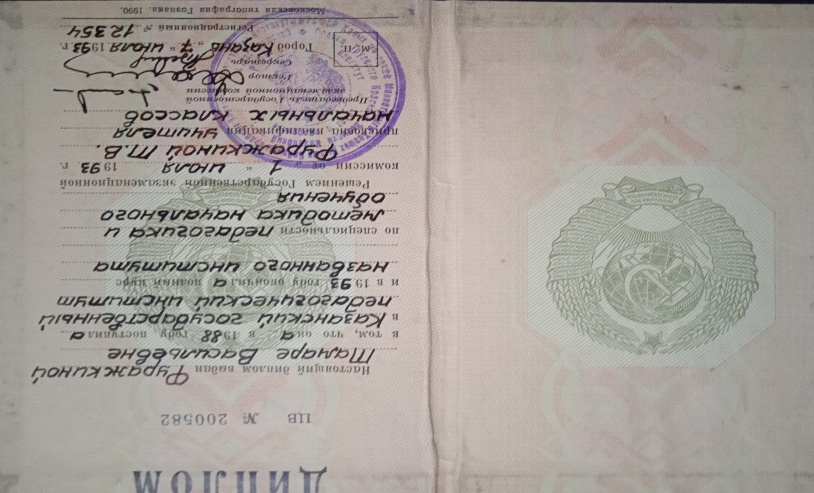 ДИПЛОМ
ЦВ № 200582
Настоящий диплом выдан Фуражкиной
Тамаре Васильевне
в том, что она в 1988 году поступила
в Казанский государственный
педагогический институт
и в 1993 году окончила полный курс
названного института
по специальности педагогика и
методика начального
обучения
Решением Государственной экзаменационной
комиссии от „1“ июля 1993 г.
Фуражкиной Т.В.
присвоена квалификация учителя
начальных классов
Председатель Государственной
экзаменационной комиссии
Ректор
Секретарь
М. П.
Город Казань „7“ июля 1993 г.
Регистрационный № 12354
Московская типография Гознака. 1990.